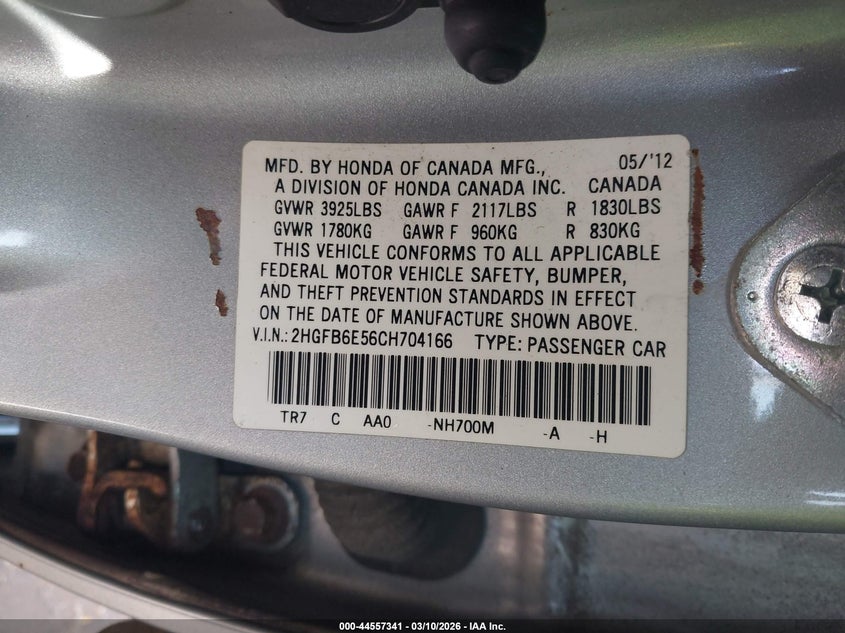 MFD. BY HONDA OF CANADA MFG., 05/'12
A DIVISION OF HONDA CANADA INC. CANADA
GVWR 3925LBS GAWR F 2117LBS R 1830LBS
GVWR 1780KG GAWR F 960KG R 830KG
THIS VEHICLE CONFORMS TO ALL APPLICABLE
FEDERAL MOTOR VEHICLE SAFETY, BUMPER,
AND THEFT PREVENTION STANDARDS IN EFFECT
ON THE DATE OF MANUFACTURE SHOWN ABOVE.
V.I.N.: 2HGFB6E56CH704166 TYPE: PASSENGER CAR
TR7 C AA0 -NH700M -A -H
000-44557341 - 03/10/2026 - IAA Inc.